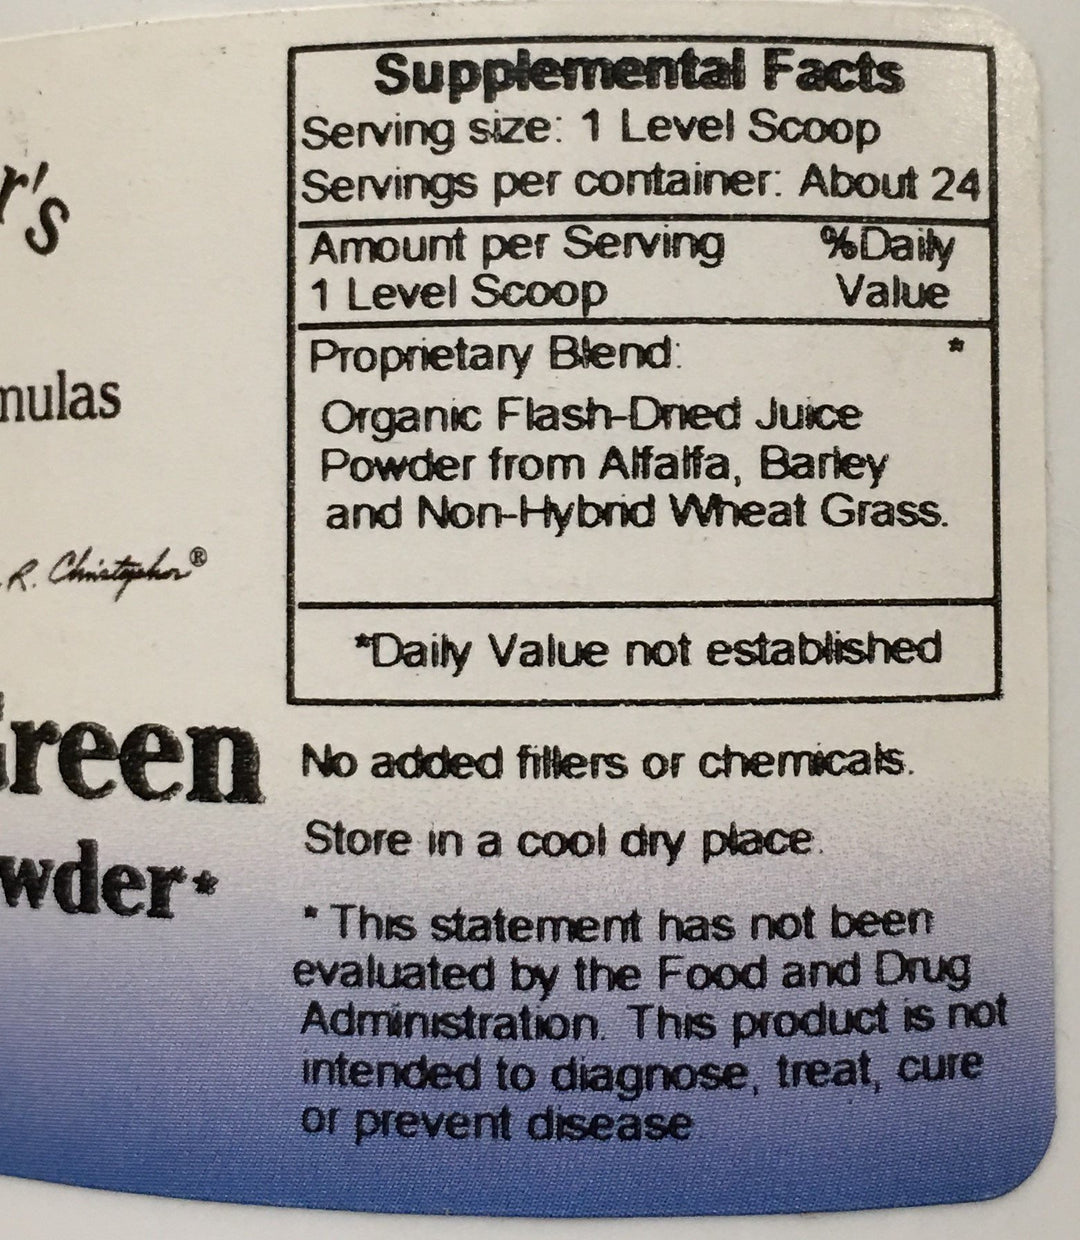 r's
mulas
R. Christopher®
Green
wder*
Supplemental Facts
Serving size: 1 Level Scoop
Servings per container: About 24
Amount per Serving %Daily
1 Level Scoop Value
Proprietary Blend: *
Organic Flash-Dried Juice
Powder from Alfalfa, Barley
and Non-Hybrid Wheat Grass.
*Daily Value not established
No added fillers or chemicals.
Store in a cool dry place.
* This statement has not been
evaluated by the Food and Drug
Administration. This product is not
intended to diagnose, treat, cure
or prevent disease